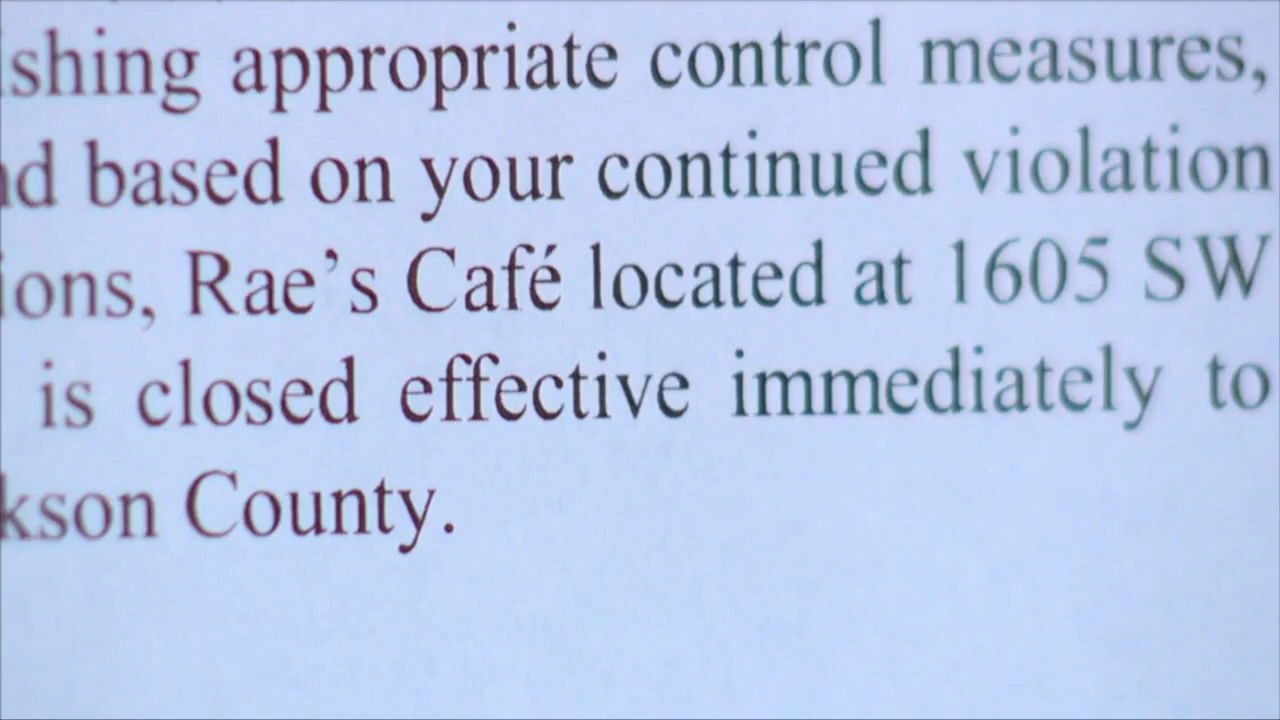 shing appropriate control measures,
d based on your continued violation
ions, Rae's Café located at 1605 SW
is closed effective immediately to
kson County.